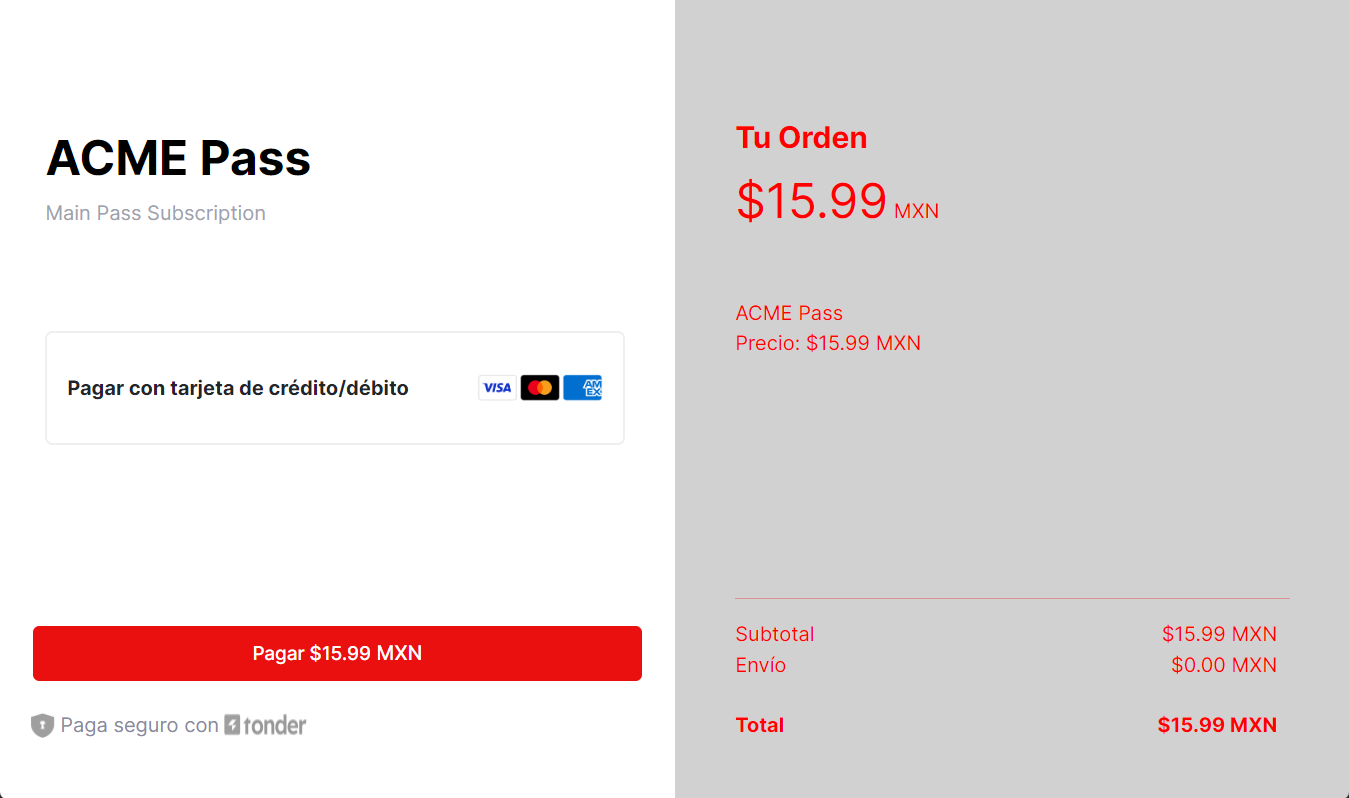 ACME Pass
Main Pass Subscription
Pagar con tarjeta de crédito/débito VISA AMEX
Pagar $15.99 MXN
Paga seguro con tonder
Tu Orden
$15.99 MXN
ACME Pass
Precio: $15.99 MXN
Subtotal $15.99 MXN
Envío $0.00 MXN
Total $15.99 MXN